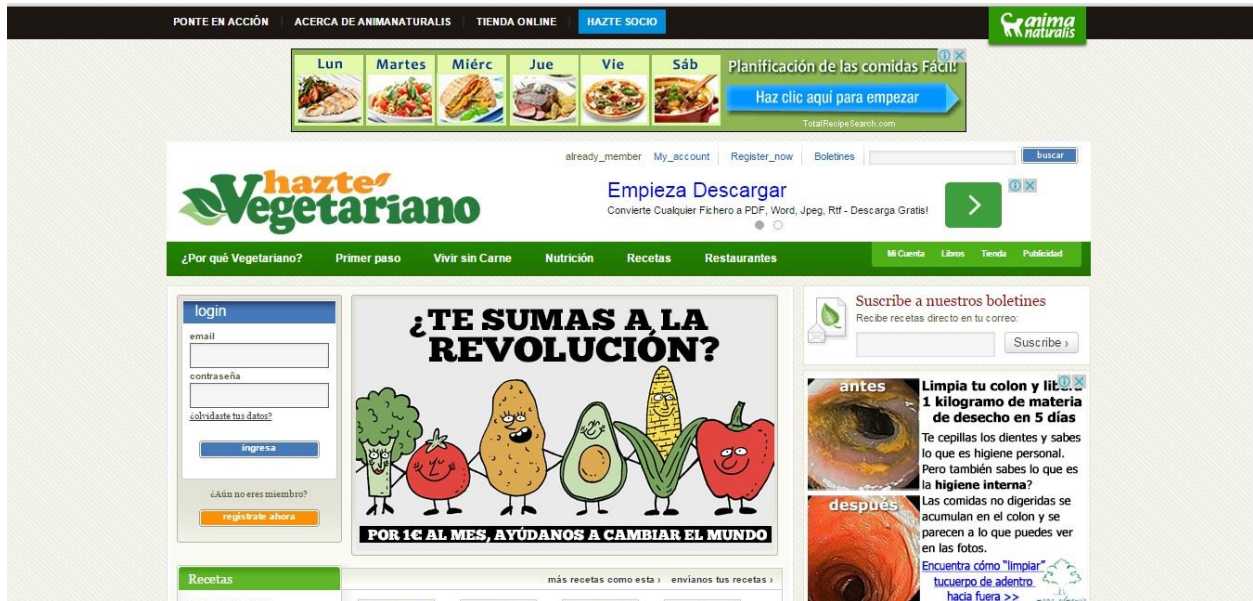 PONTE EN ACCIÓN
ACERCA DE ANIMANATURALIS
TIENDA ONLINE
HAZTE SOCIO
anima
naturalis
Lun Martes Miérc Jue Vie Sáb
Planificación de las comidas Fácil!
Haz clic aquí para empezar
TotalRecipeSearch.com
already_member My_account Register_now Boletines
buscar
hazte
Vegetariano
Empieza Descargar
Convierte Cualquier Fichero a PDF, Word, Jpeg, Rtf - Descarga Gratis!
¿Por qué Vegetariano? Primer paso Vivir sin Carne Nutrición Recetas Restaurantes
Mi Cuenta Libros Tienda Publicidad
login
email
contraseña
¿olvidaste tus datos?
ingresa
¿Aún no eres miembro?
regístrate ahora
¿TE SUMAS A LA
REVOLUCIÓN?
POR 1€ AL MES, AYÚDANOS A CAMBIAR EL MUNDO
Suscribe a nuestros boletines
Recibe recetas directo en tu correo:
Suscribe ›
antes
después
Limpia tu colon y libera
1 kilogramo de materia
de desecho en 5 días
Te cepillas los dientes y sabes
lo que es higiene personal.
Pero también sabes lo que es
la higiene interna?
Las comidas no digeridas se
acumulan en el colon y se
parecen a lo que puedes ver
en las fotos.
Encuentra cómo "limpiar"
tucuerpo de adentro
hacia fuera >>
Recetas
más recetas como esta › envíanos tus recetas ›